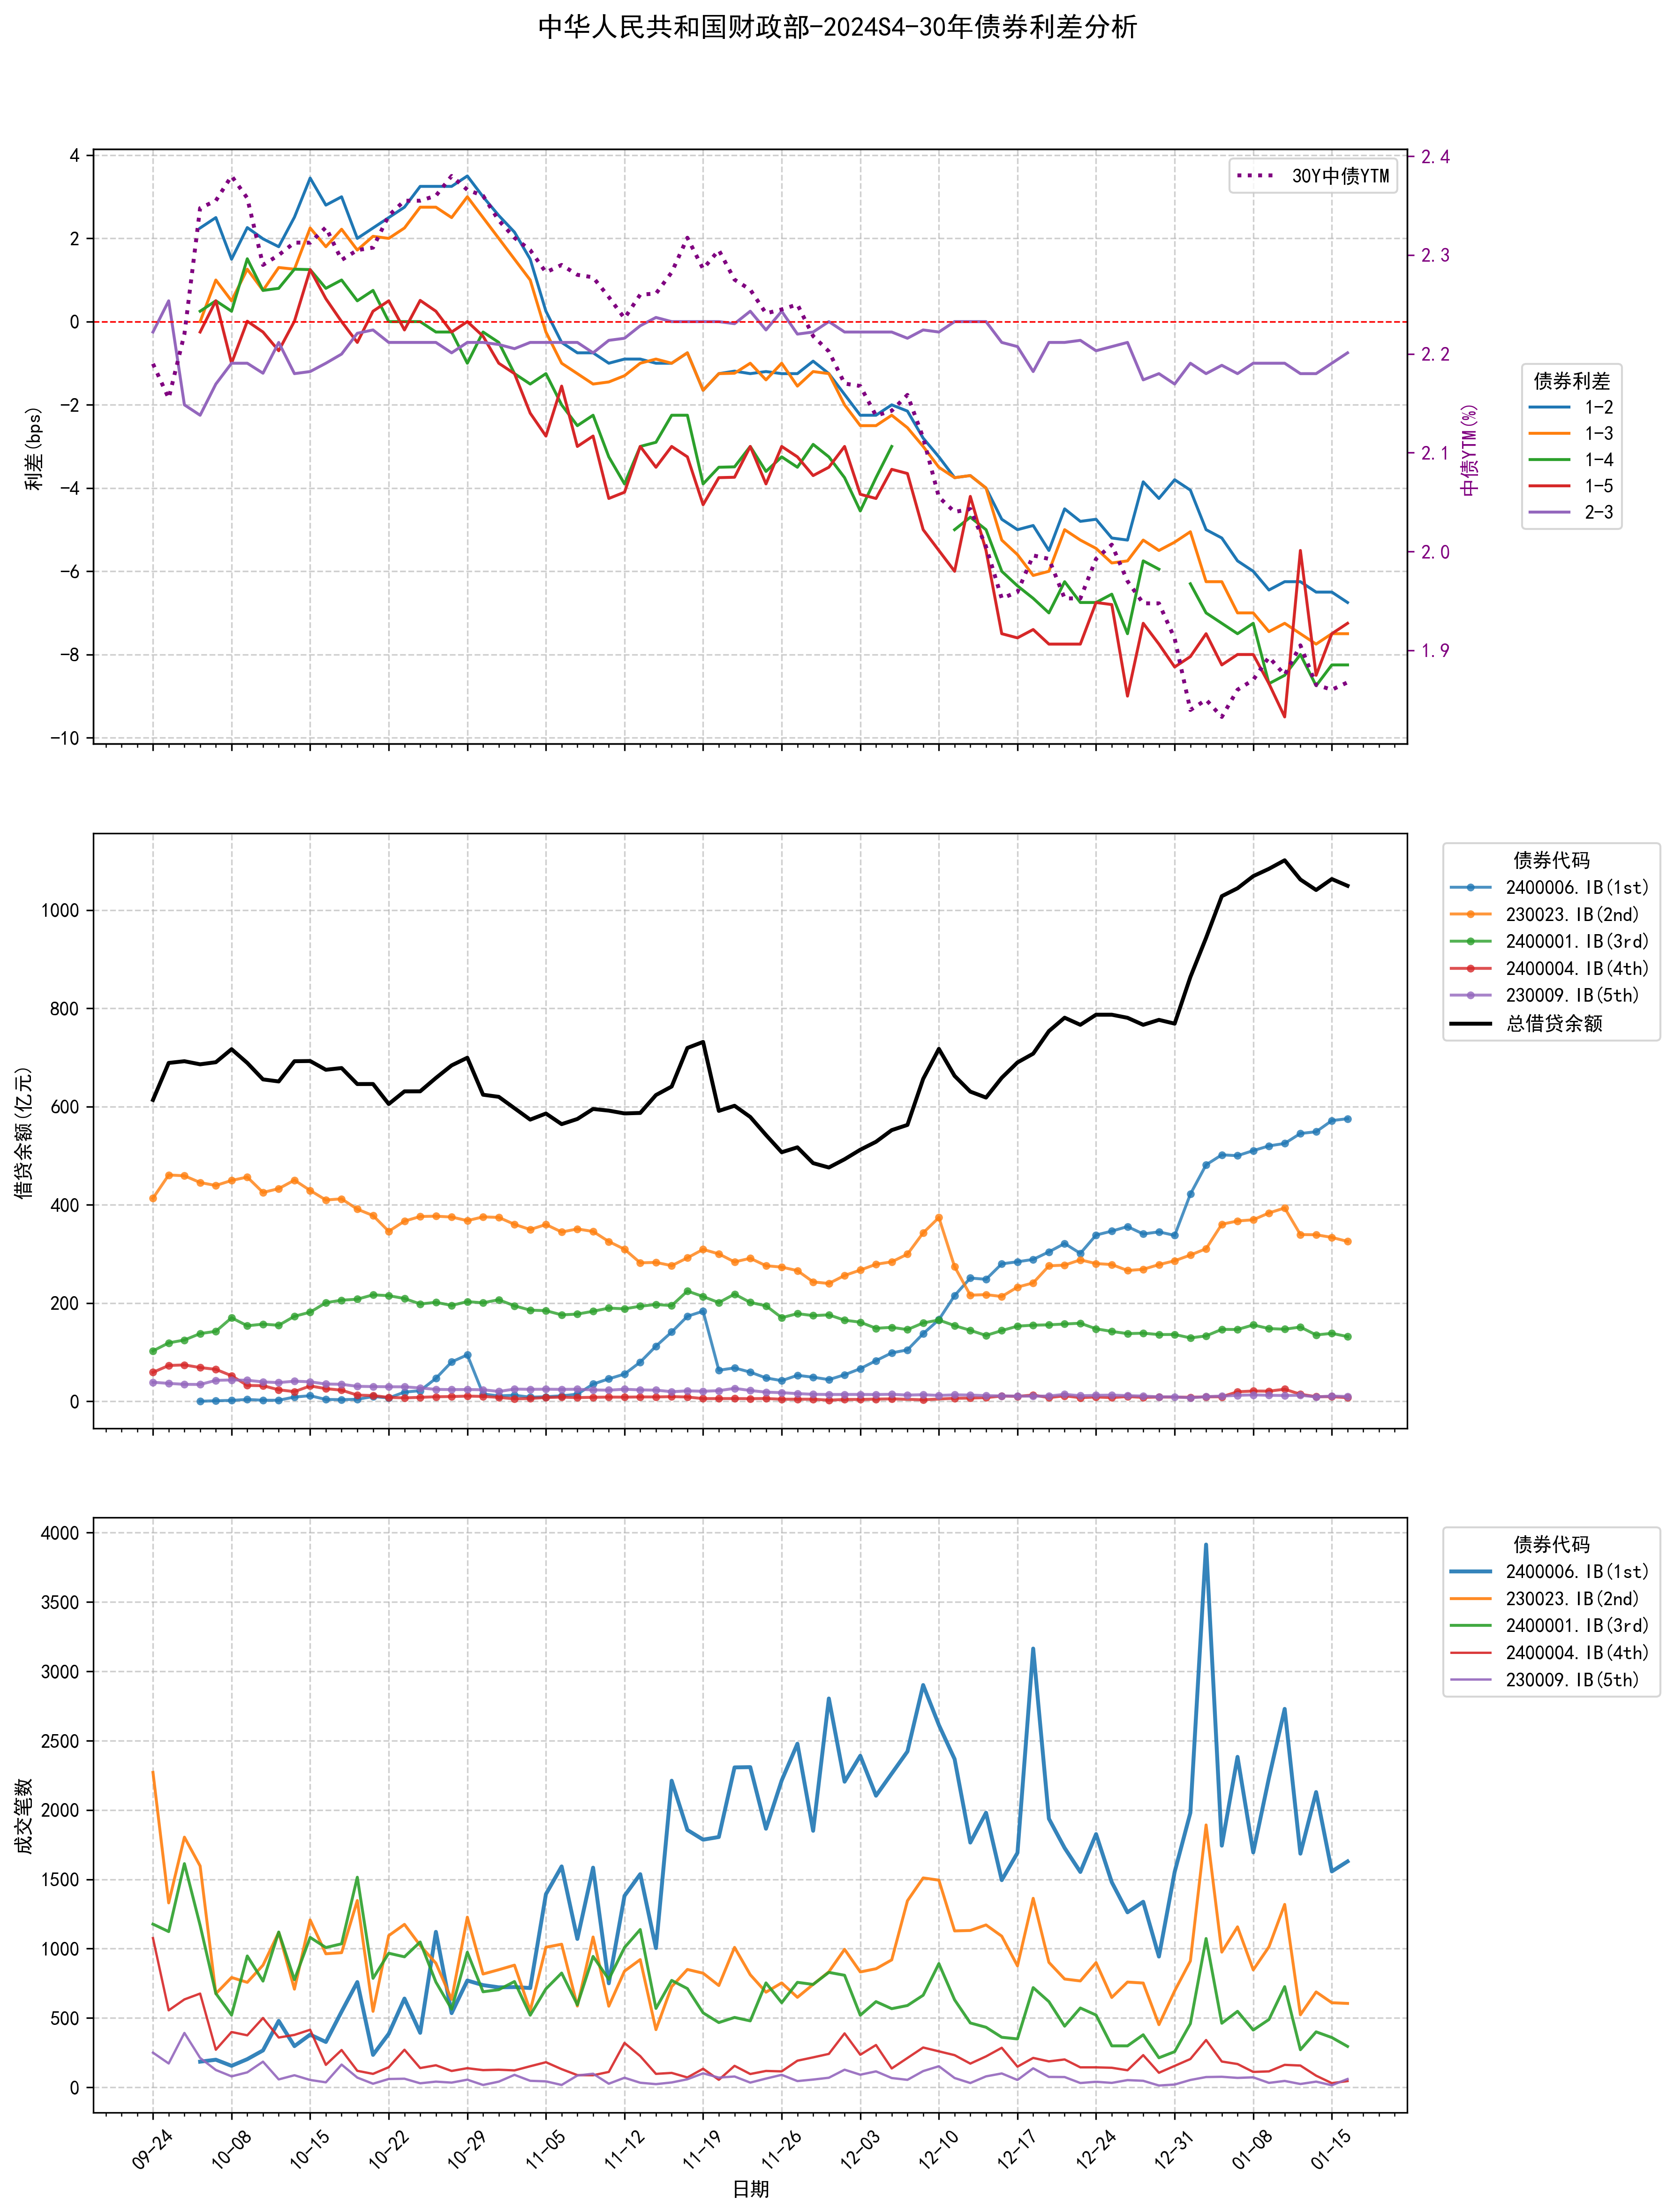 中华人民共和国财政部-2024S4-30年债券利差分析
4
2
0
-2
-4
-6
-8
-10
利差(bps)
30Y中债YTM
2.4
2.3
2.2
2.1
2.0
1.9
中债YTM(%)
债券利差
1-2
1-3
1-4
1-5
2-3
1000
800
600
400
200
0
借贷余额(亿元)
债券代码
2400006.IB(1st)
230023.IB(2nd)
2400001.IB(3rd)
2400004.IB(4th)
230009.IB(5th)
总借贷余额
4000
3500
3000
2500
2000
1500
1000
500
0
成交笔数
债券代码
2400006.IB(1st)
230023.IB(2nd)
2400001.IB(3rd)
2400004.IB(4th)
230009.IB(5th)
09-24 10-08 10-15 10-22 10-29 11-05 11-12 11-19 11-26 12-03 12-10 12-17 12-24 12-31 01-08 01-15
日期